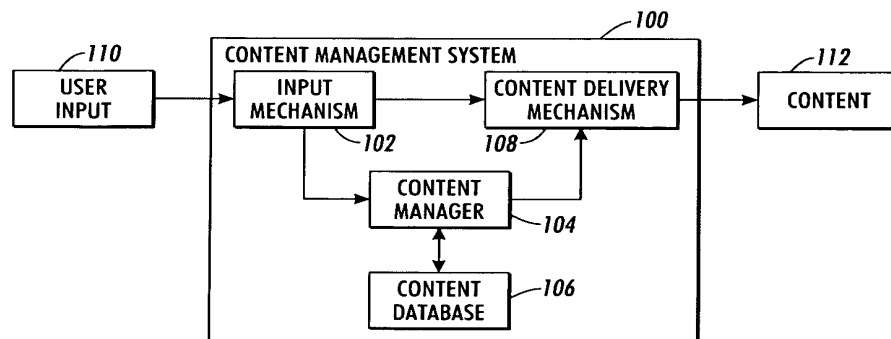 100
110
CONTENT MANAGEMENT SYSTEM
112
USER
INPUT
INPUT
MECHANISM
CONTENT DELIVERY
MECHANISM
CONTENT
102
108
CONTENT
MANAGER
104
CONTENT
DATABASE
106